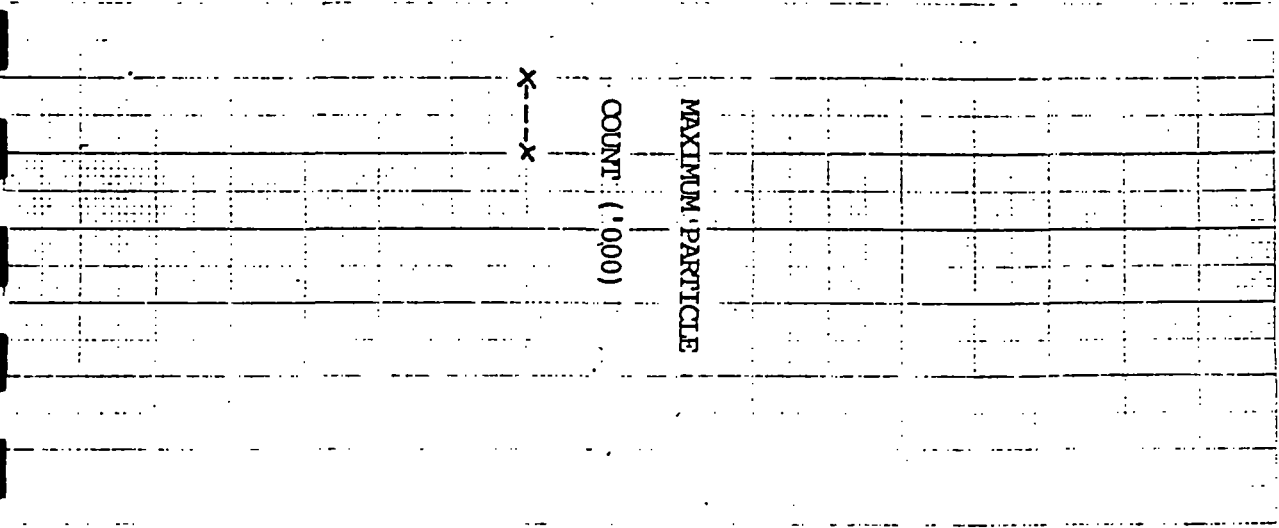 MAXIMUM PARTICLE
COUNT ('000)
X----X